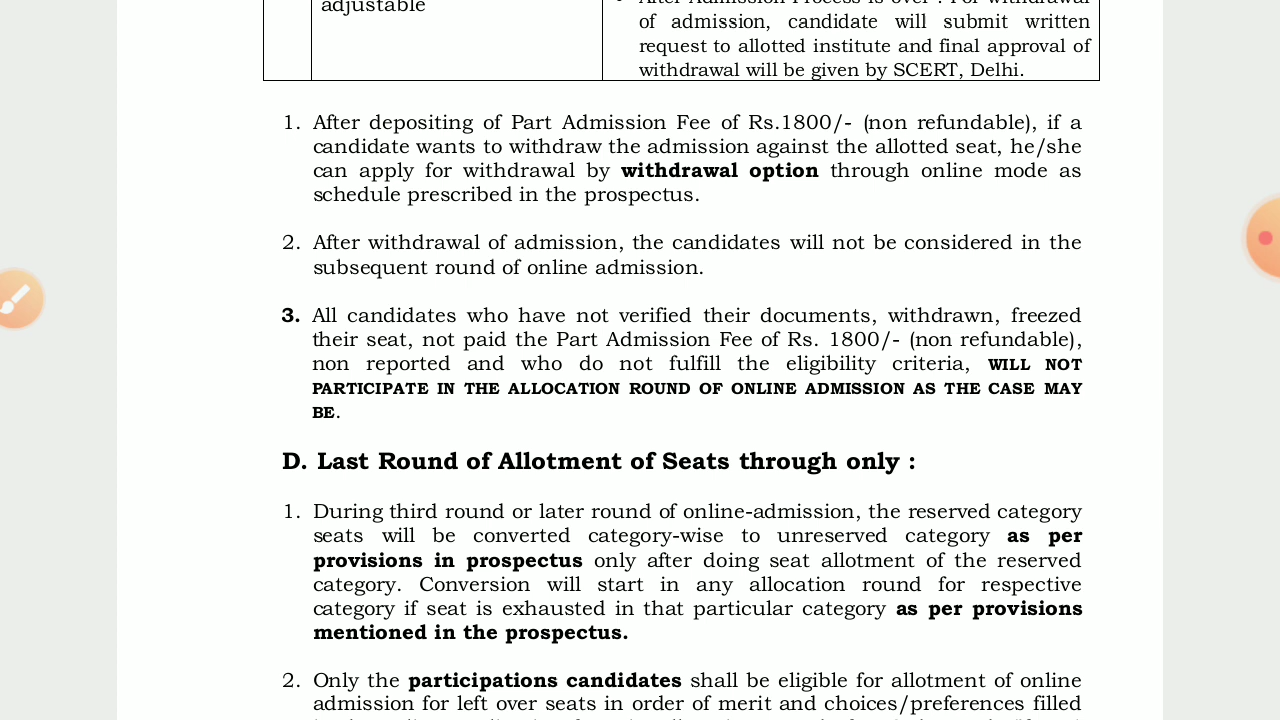 adjustable
After Admission Process is over : For withdrawal
of admission, candidate will submit written
request to allotted institute and final approval of
withdrawal will be given by SCERT, Delhi.
1. After depositing of Part Admission Fee of Rs.1800/- (non refundable), if a
candidate wants to withdraw the admission against the allotted seat, he/she
can apply for withdrawal by withdrawal option through online mode as
schedule prescribed in the prospectus.
2. After withdrawal of admission, the candidates will not be considered in the
subsequent round of online admission.
3. All candidates who have not verified their documents, withdrawn, freezed
their seat, not paid the Part Admission Fee of Rs. 1800/- (non refundable),
non reported and who do not fulfill the eligibility criteria, WILL NOT
PARTICIPATE IN THE ALLOCATION ROUND OF ONLINE ADMISSION AS THE CASE MAY
BE.
D. Last Round of Allotment of Seats through only :
1. During third round or later round of online-admission, the reserved category
seats will be converted category-wise to unreserved category as per
provisions in prospectus only after doing seat allotment of the reserved
category. Conversion will start in any allocation round for respective
category if seat is exhausted in that particular category as per provisions
mentioned in the prospectus.
2. Only the participations candidates shall be eligible for allotment of online
admission for left over seats in order of merit and choices/preferences filled